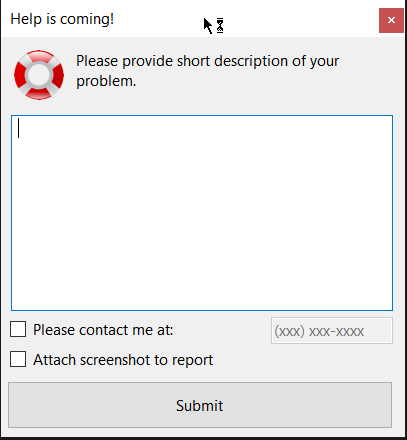 Help is coming!
Please provide short description of your
problem.
Please contact me at:
(xxx) xxx-xxxx
Attach screenshot to report
Submit